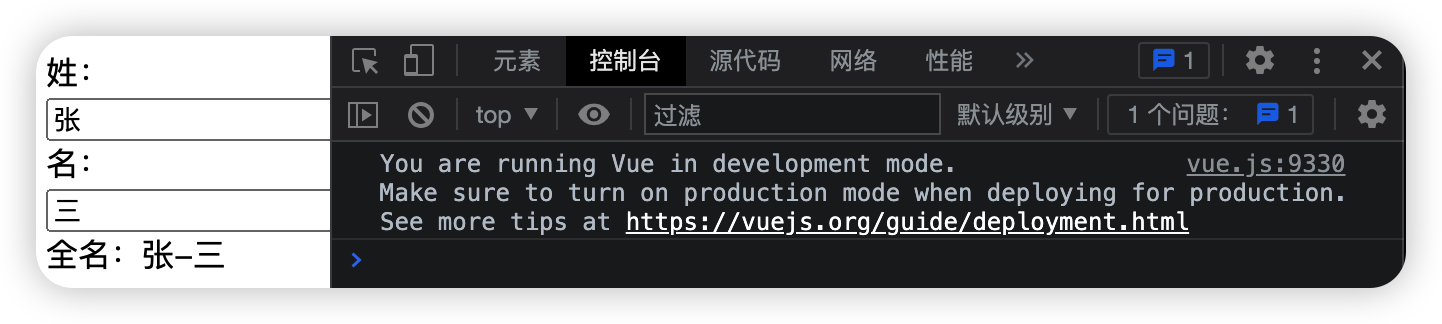 姓：
张
名：
三
全名：张-三
元素 控制台 源代码 网络 性能 » 1
top ▼ 过滤 默认级别 ▼ 1 个问题： 1
You are running Vue in development mode. vue.js:9330
Make sure to turn on production mode when deploying for production.
See more tips at https://vuejs.org/guide/deployment.html
>